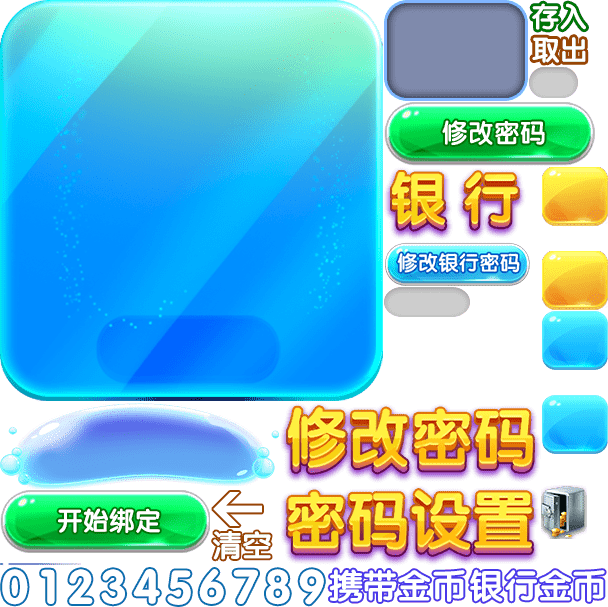 存入
取出
修改密码
银行
修改银行密码
修改密码
开始绑定
清空
密码设置
0123456789
携带金币银行金币